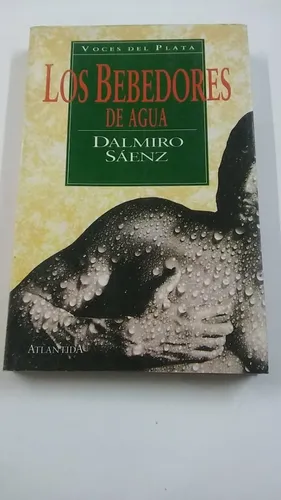 VOCES DEL PLATA
LOS BEBEDORES
DE AGUA
DALMIRO
SÁENZ
ATLANTIDA